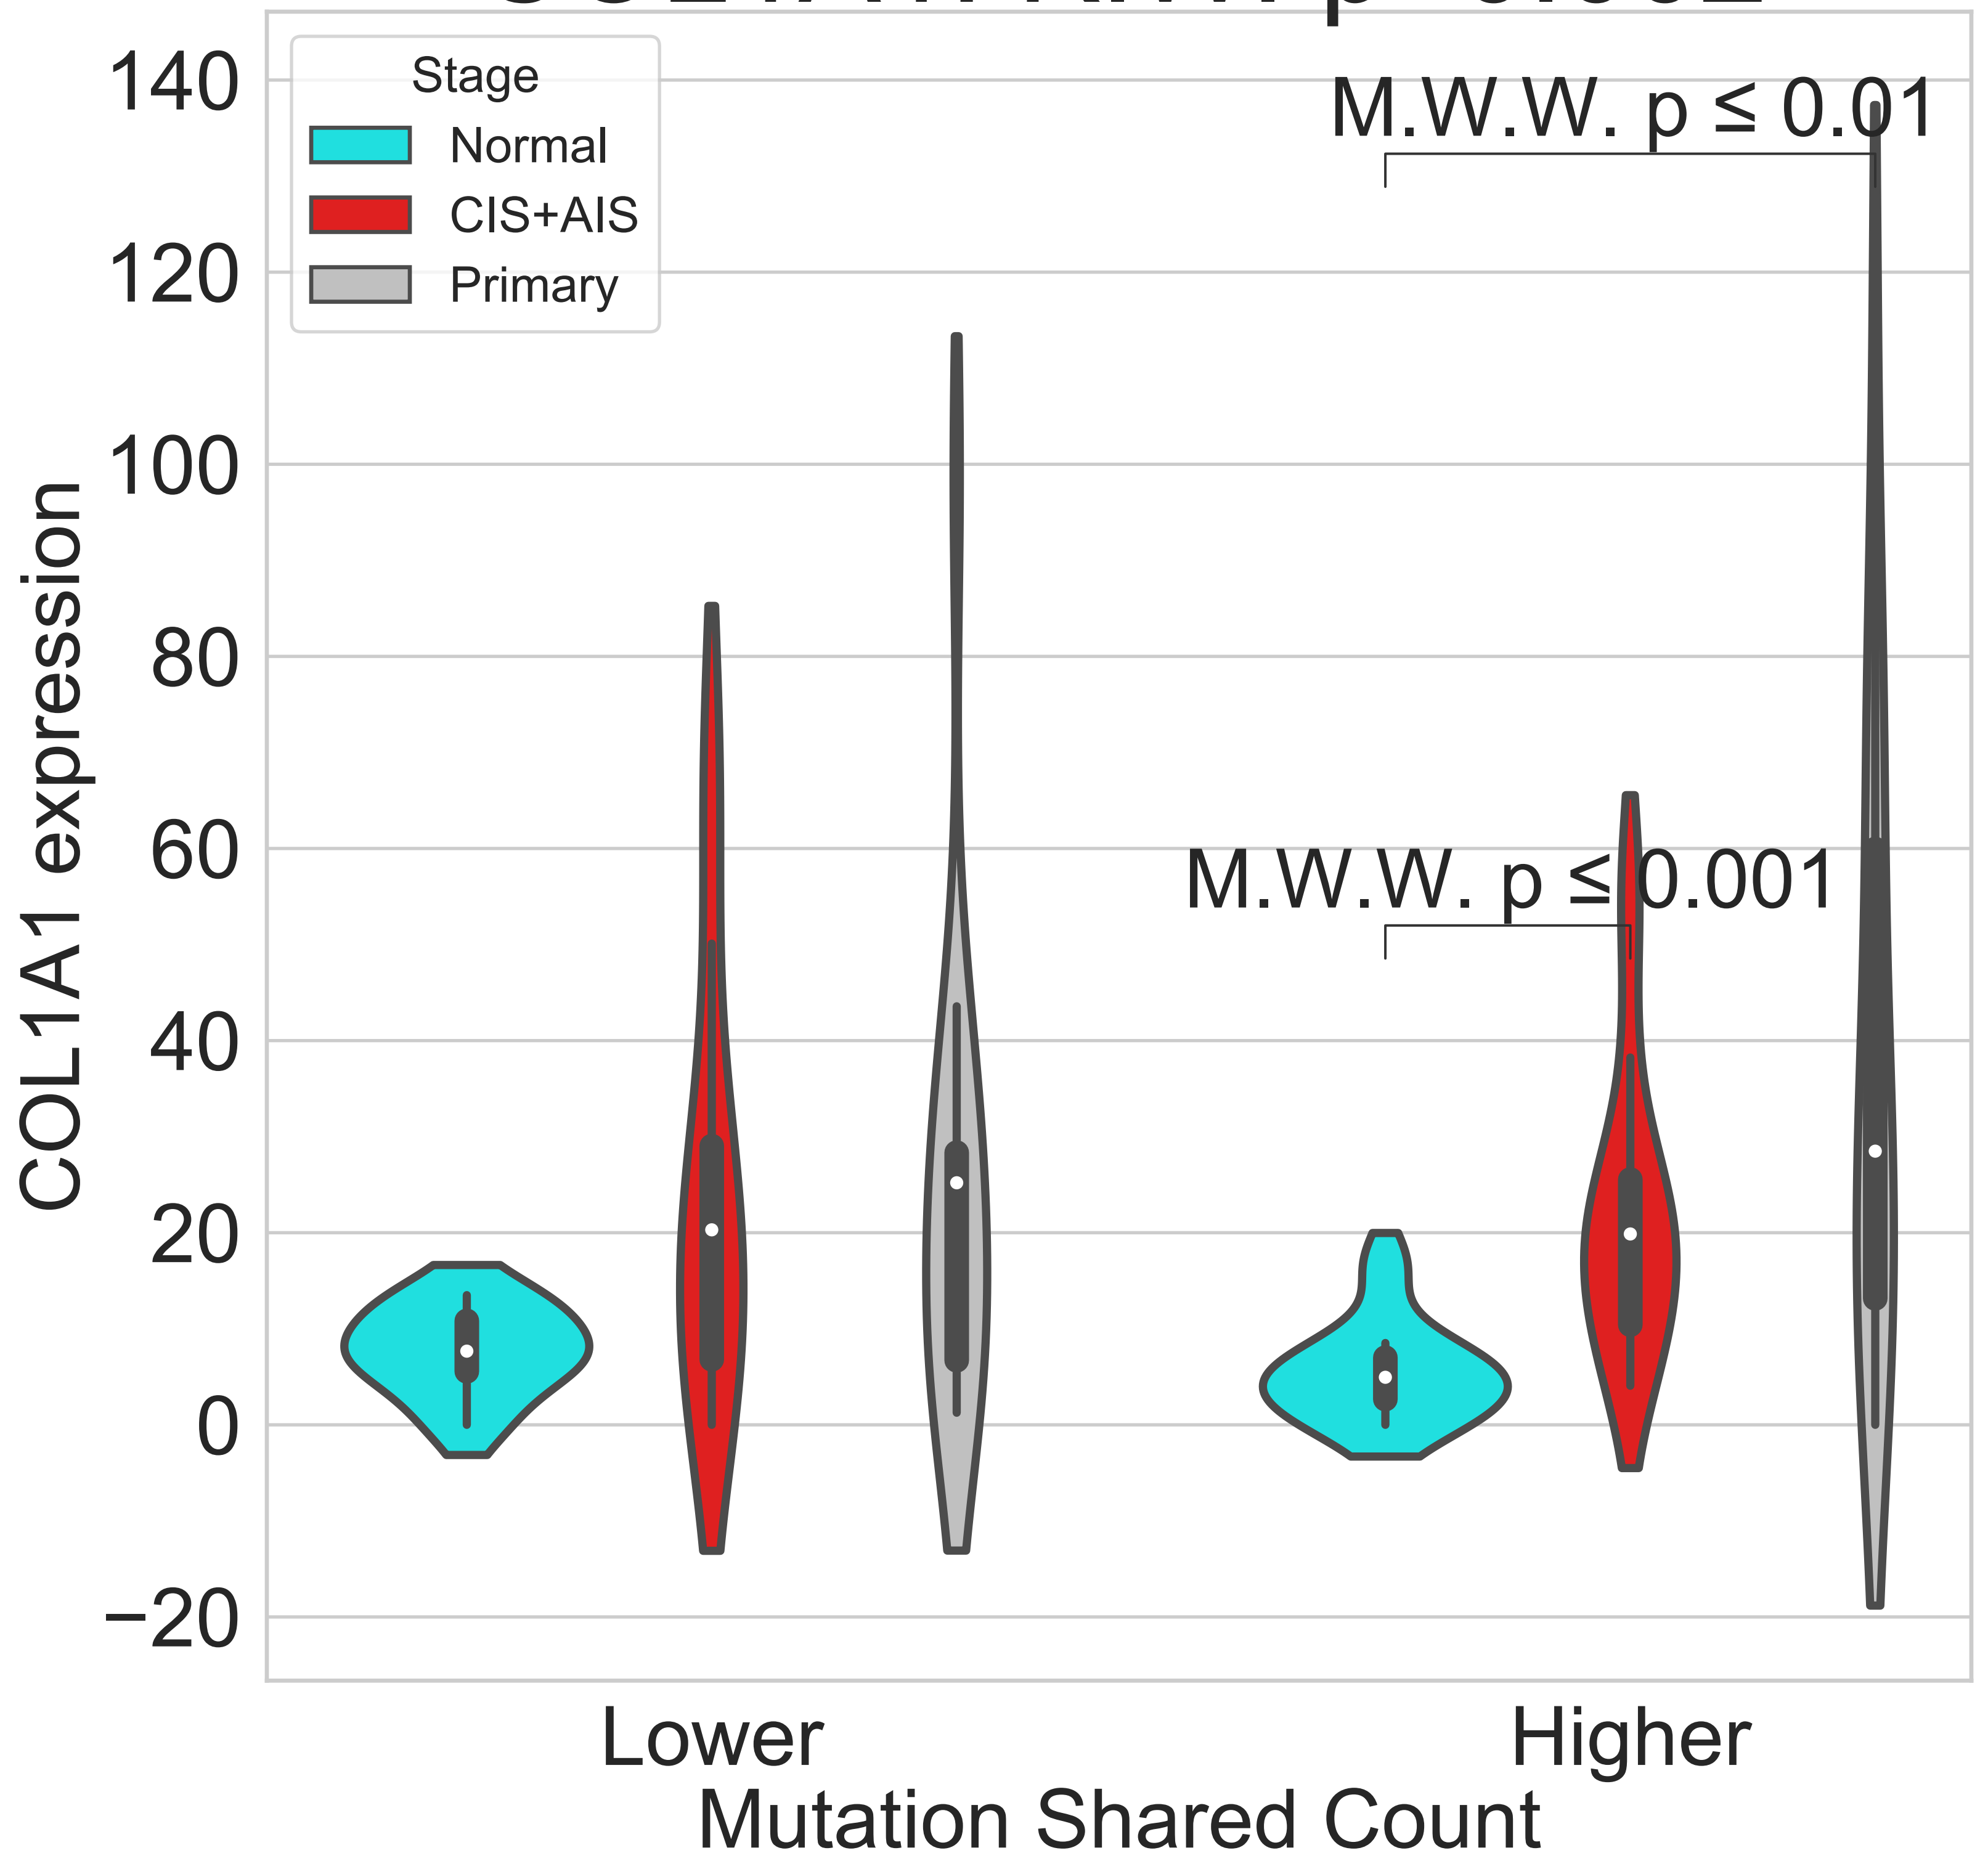 140
120
100
80
60
40
20
0
−20
COL1A1 expression
Stage
Normal
CIS+AIS
Primary
M.W.W. p ≤ 0.01
M.W.W. p ≤ 0.001
Lower
Higher
Mutation Shared Count